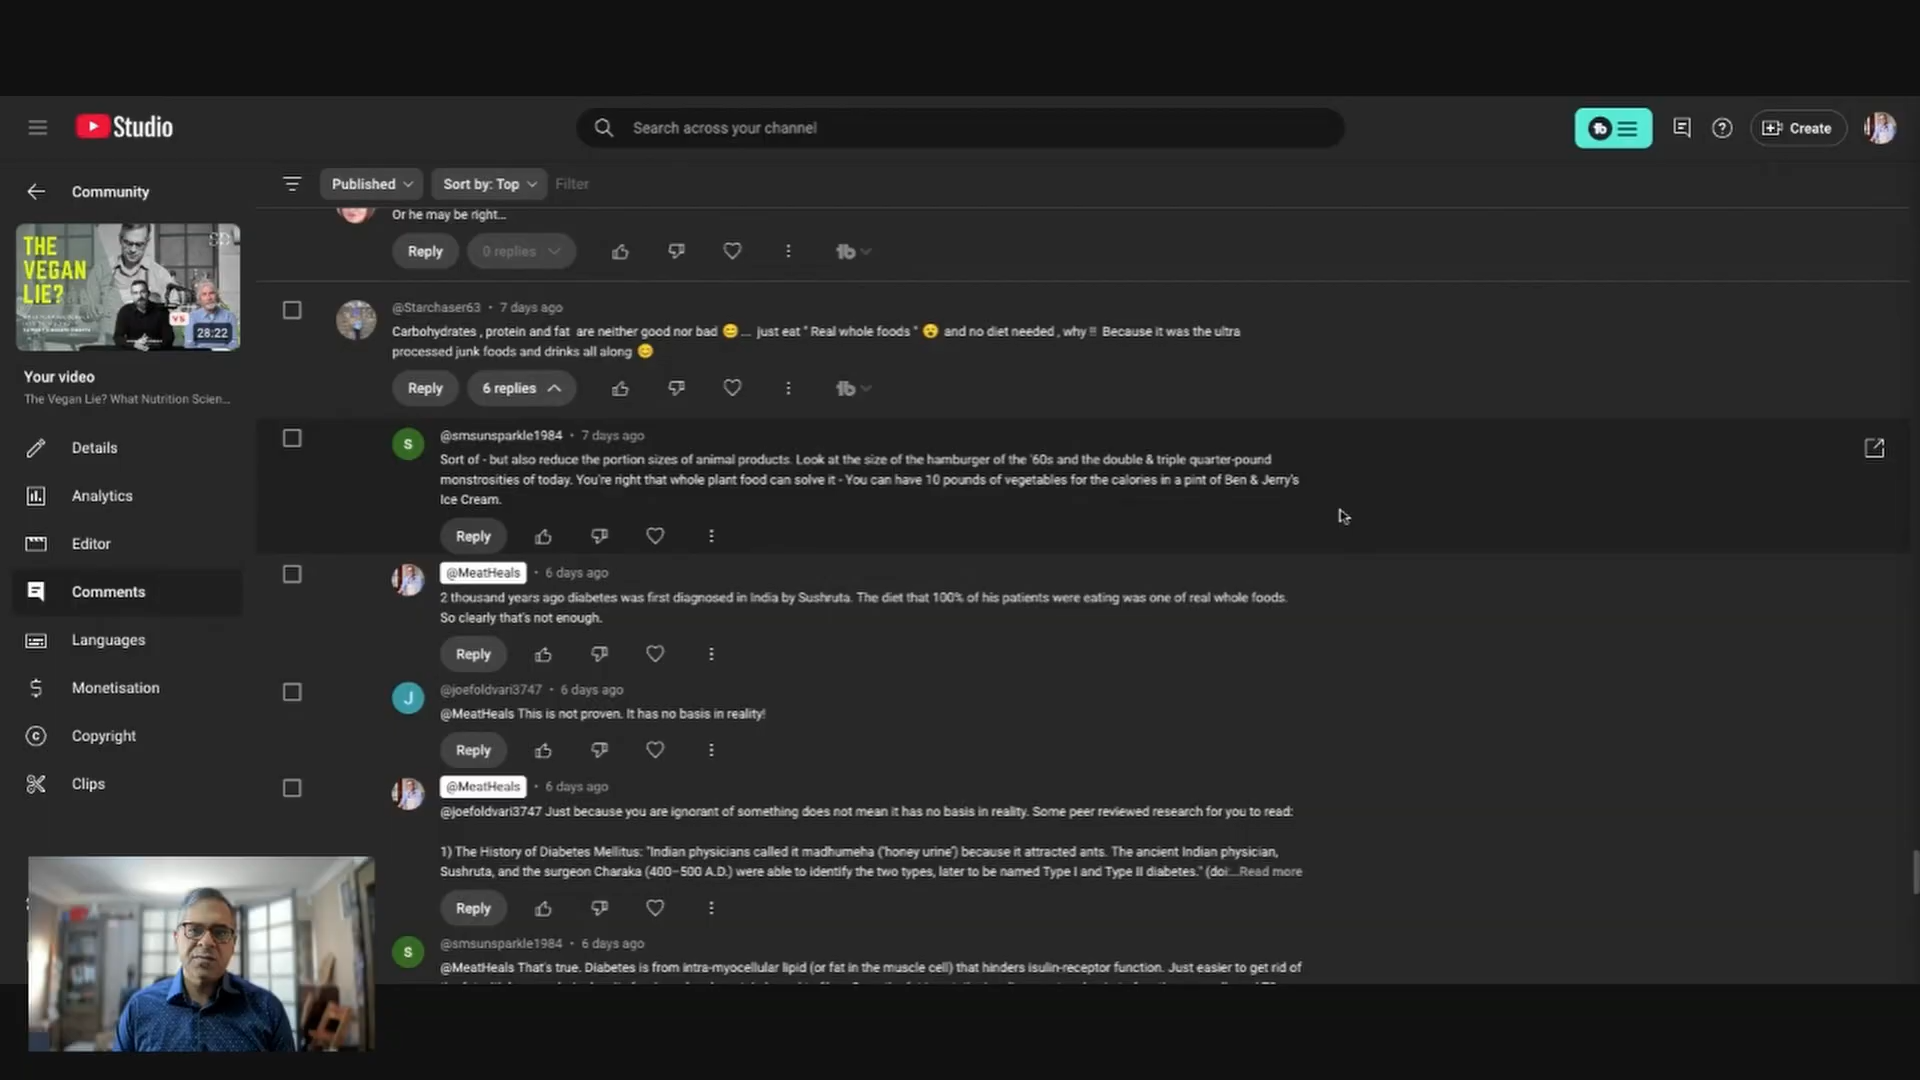 Studio
Search across your channel
Create
Community
Published
Sort by: Top
Filter
THE
VEGAN
LIE?
VS
28:22
Your video
The Vegan Lie? What Nutrition Scien...
Details
Analytics
Editor
Comments
Languages
Monetisation
Copyright
Clips
Or he may be right...
Reply
0 replies
@Starchaser63 • 7 days ago
Carbohydrates , protein and fat are neither good nor bad 😊... just eat " Real whole foods " 😮 and no diet needed , why ‼ Because it was the ultra
processed junk foods and drinks all along 😊
Reply
6 replies
S
@smsunsparkle1984 • 7 days ago
Sort of - but also reduce the portion sizes of animal products. Look at the size of the hamburger of the '60s and the double & triple quarter-pound
monstrosities of today. You're right that whole plant food can solve it - You can have 10 pounds of vegetables for the calories in a pint of Ben & Jerry's
Ice Cream.
Reply
@MeatHeals • 6 days ago
2 thousand years ago diabetes was first diagnosed in India by Sushruta. The diet that 100% of his patients were eating was one of real whole foods.
So clearly that's not enough.
Reply
J
@joefoldvari3747 • 6 days ago
@MeatHeals This is not proven. It has no basis in reality!
Reply
@MeatHeals • 6 days ago
@joefoldvari3747 Just because you are ignorant of something does not mean it has no basis in reality. Some peer reviewed research for you to read:
1) The History of Diabetes Mellitus: "Indian physicians called it madhumeha ('honey urine') because it attracted ants. The ancient Indian physician,
Sushruta, and the surgeon Charaka (400–500 A.D.) were able to identify the two types, later to be named Type I and Type II diabetes." (doi:...Read more
Reply
S
@smsunsparkle1984 • 6 days ago
@MeatHeals That's true. Diabetes is from intra-myocellular lipid (or fat in the muscle cell) that hinders isulin-receptor function. Just easier to get rid of